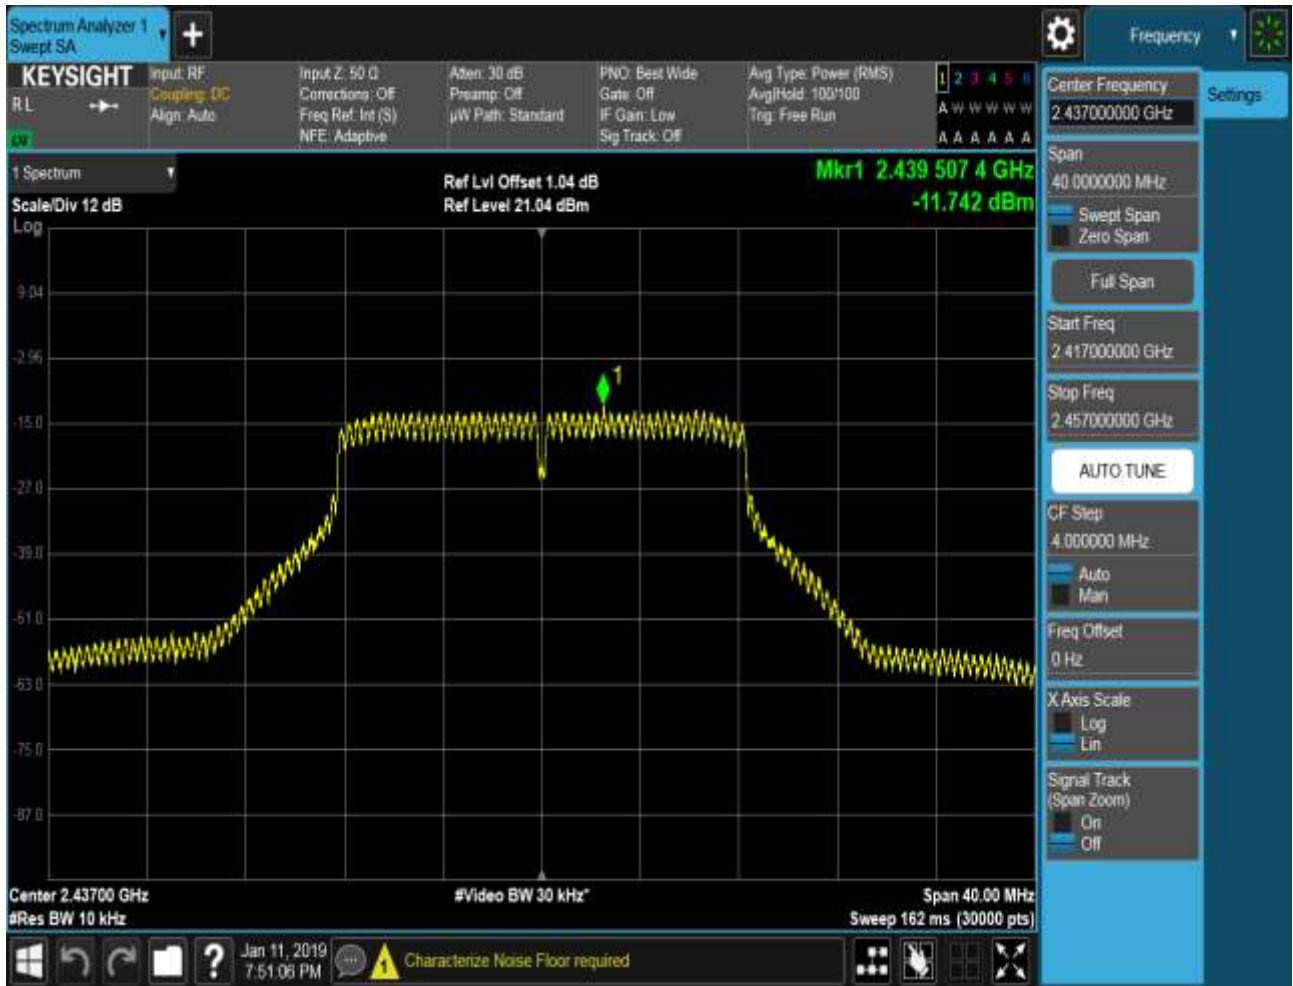 Spectrum Analyzer 1
Swept SA
+
Frequency
KEYSIGHT
RL
LXI
Input: RF
Coupling: DC
Align: Auto
Input Z: 50 Ω
Corrections: Off
Freq Ref: Int (S)
NFE: Adaptive
Atten: 30 dB
Preamp: Off
µW Path: Standard
PNO: Best Wide
Gate: Off
IF Gain: Low
Sig Track: Off
Avg Type: Power (RMS)
Avg|Hold: 100/100
Trig: Free Run
1 2 3 4 5 6
A W W W W W
A A A A A A
1 Spectrum
Scale/Div 12 dB
Log
Ref Lvl Offset 1.04 dB
Ref Level 21.04 dBm
Mkr1 2.439 507 4 GHz
-11.742 dBm
9.04
-2.96
-15.0
-27.0
-39.0
-51.0
-63.0
-75.0
-87.0
1
Center 2.43700 GHz
#Res BW 10 kHz
#Video BW 30 kHz*
Span 40.00 MHz
Sweep 162 ms (30000 pts)
Center Frequency
2.437000000 GHz
Settings
Span
40.0000000 MHz
Swept Span
Zero Span
Full Span
Start Freq
2.417000000 GHz
Stop Freq
2.457000000 GHz
AUTO TUNE
CF Step
4.000000 MHz
Auto
Man
Freq Offset
0 Hz
X Axis Scale
Log
Lin
Signal Track
(Span Zoom)
On
Off
?
Jan 11, 2019
7:51:06 PM
1
Characterize Noise Floor required